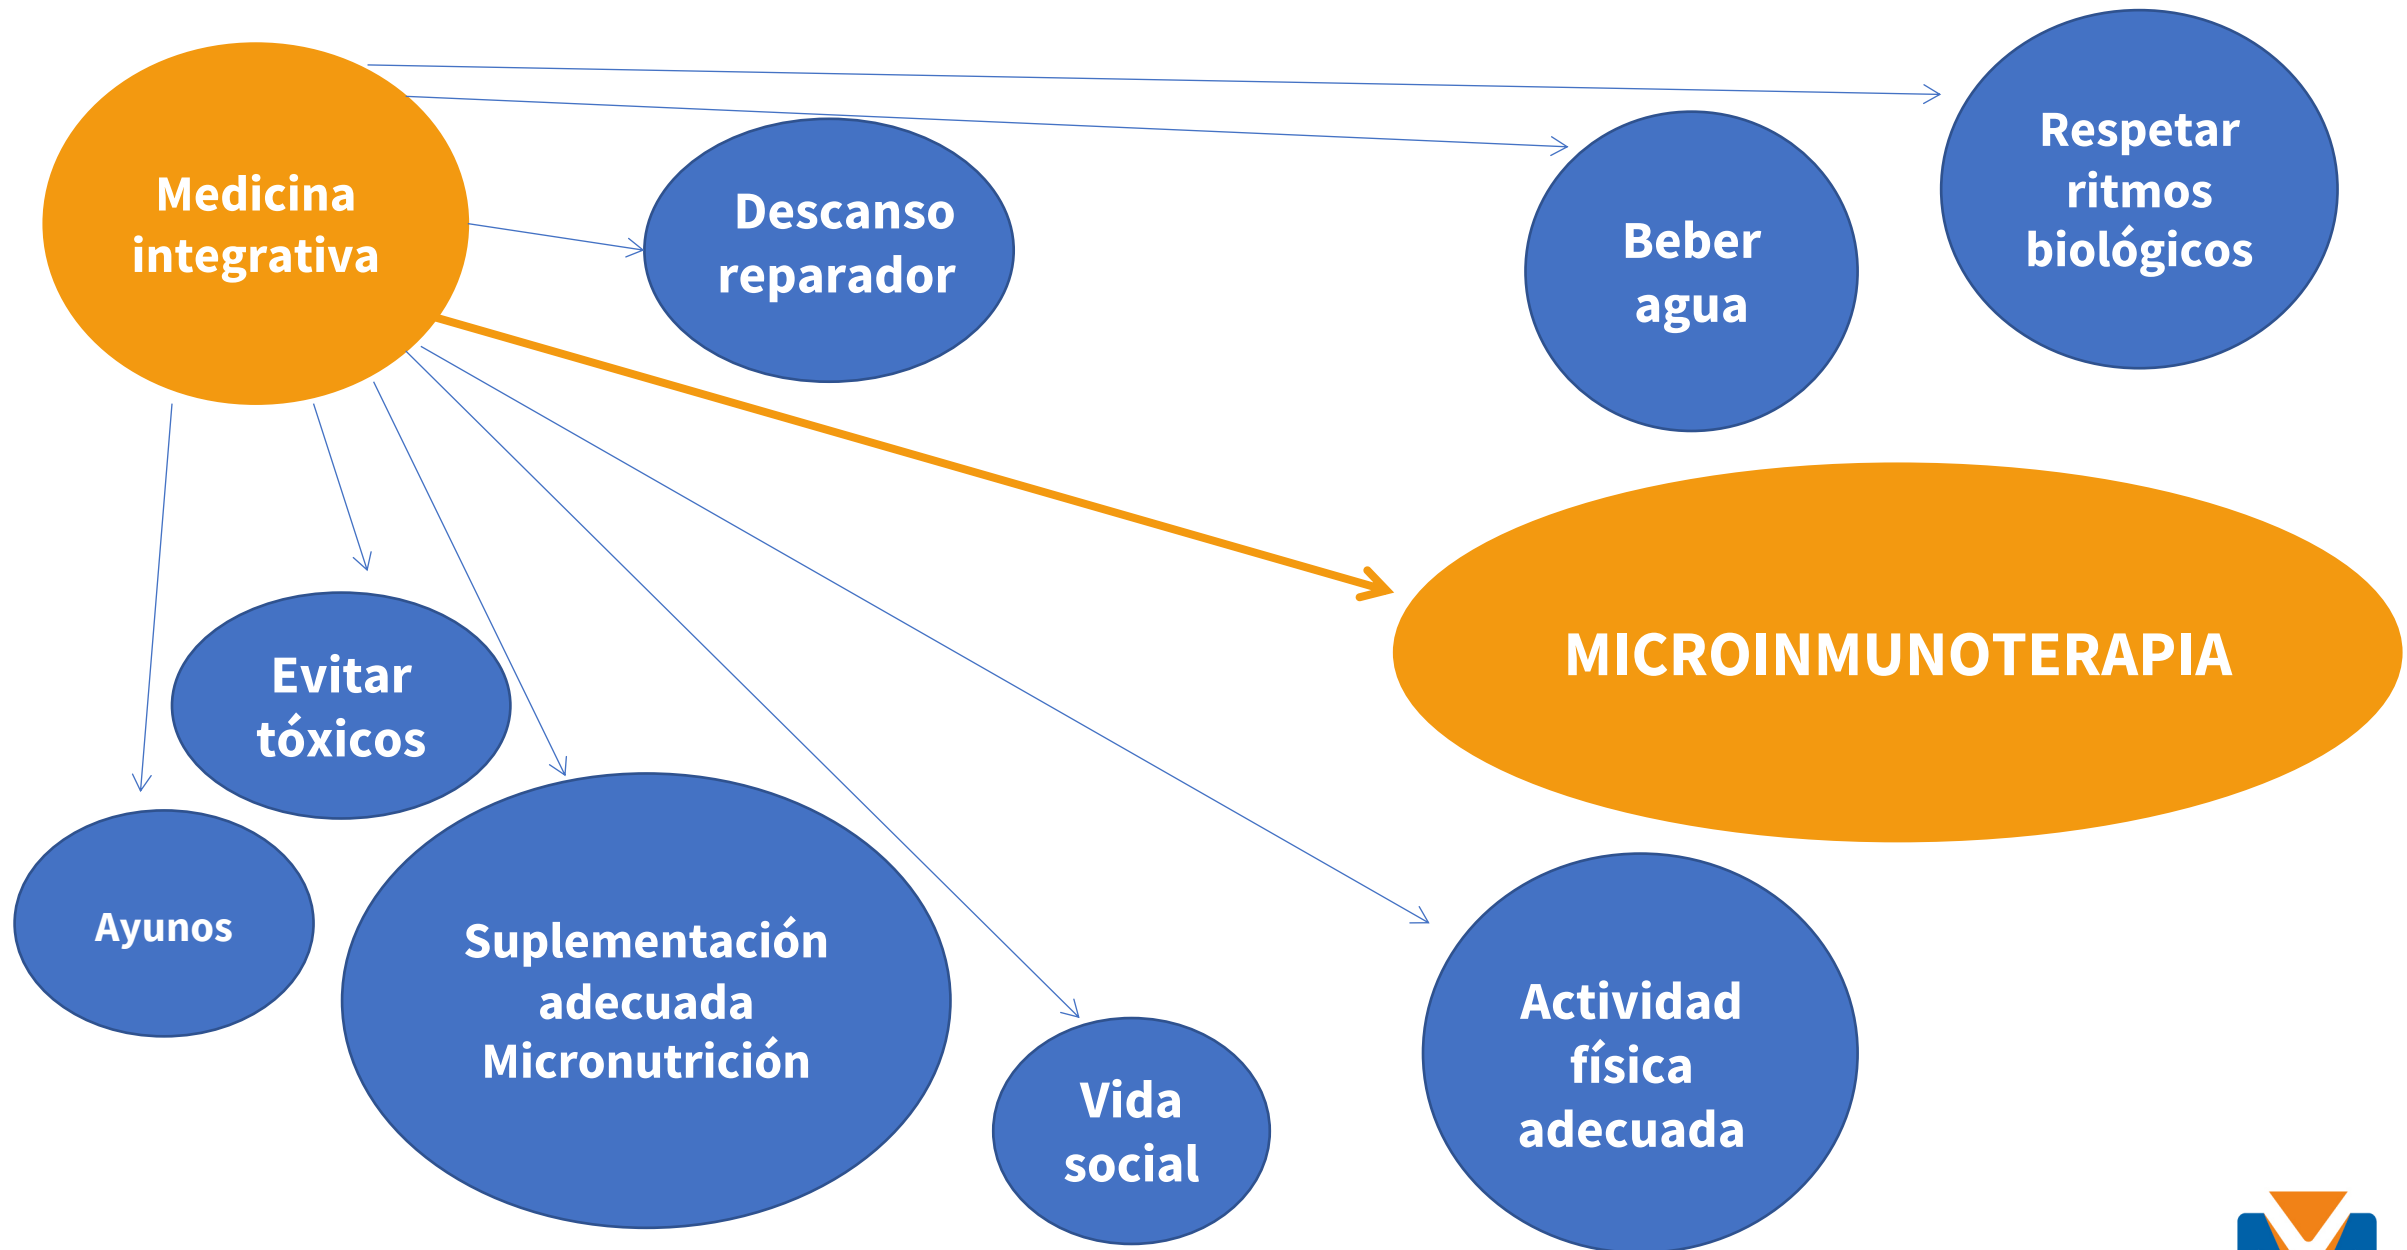 Medicina
integrativa
Descanso
reparador
Beber
agua
Respetar
ritmos
biológicos
MICROINMUNOTERAPIA
Evitar
tóxicos
Ayunos
Suplementación
adecuada
Micronutrición
Vida
social
Actividad
física
adecuada